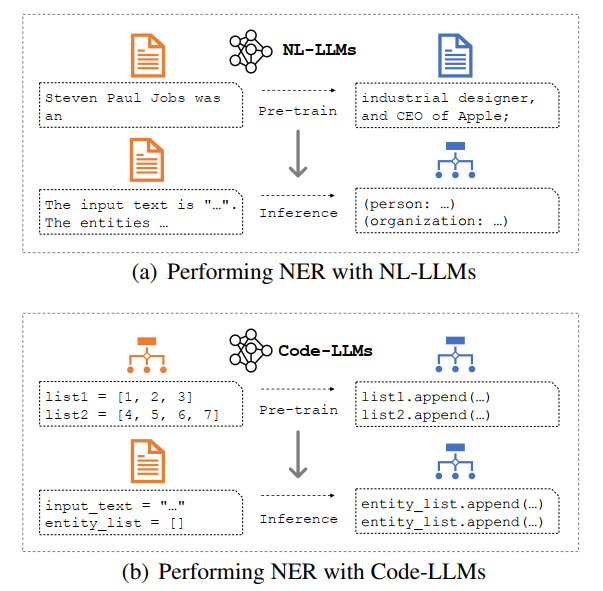 NL-LLMs
Steven Paul Jobs was
an
Pre-train
industrial designer,
and CEO of Apple;
The input text is "…".
The entities …
Inference
(person: …)
(organization: …)
(a) Performing NER with NL-LLMs
Code-LLMs
list1 = [1, 2, 3]
list2 = [4, 5, 6, 7]
Pre-train
list1.append(…)
list2.append(…)
input_text = "…"
entity_list = []
Inference
entity_list.append(…)
entity_list.append(…)
(b) Performing NER with Code-LLMs